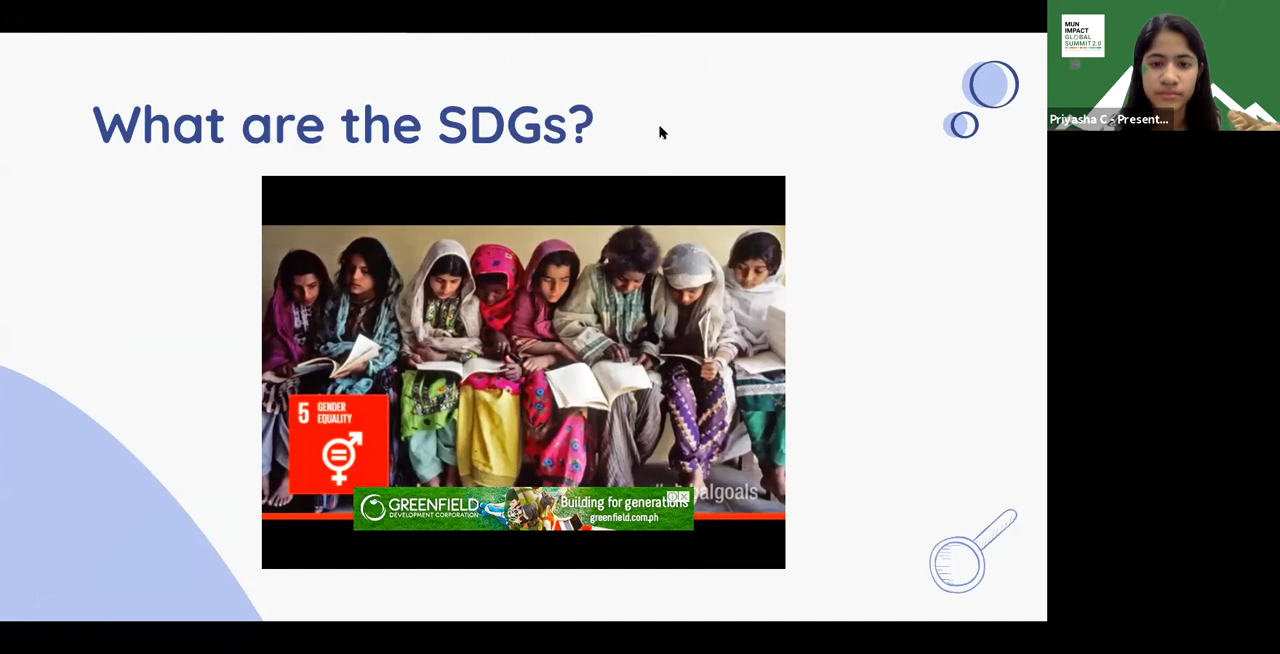 What are the SDGs?
5 GENDER
EQUALITY
GREENFIELD
DEVELOPMENT CORPORATION
Building for generations
greenfield.com.ph
MUN
IMPACT
GLOBAL
SUMMIT 2.0
Priyasha C - Present...